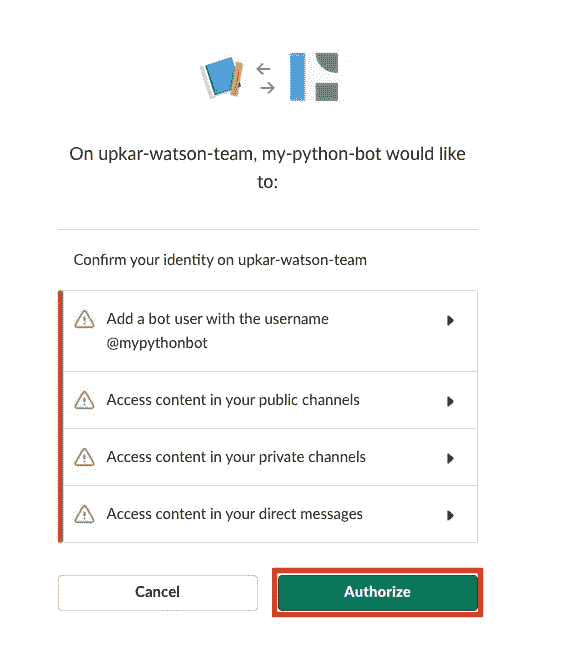 On upkar-watson-team, my-python-bot would like
to:
Confirm your identity on upkar-watson-team
Add a bot user with the username
@mypythonbot
Access content in your public channels
Access content in your private channels
Access content in your direct messages
Cancel
Authorize